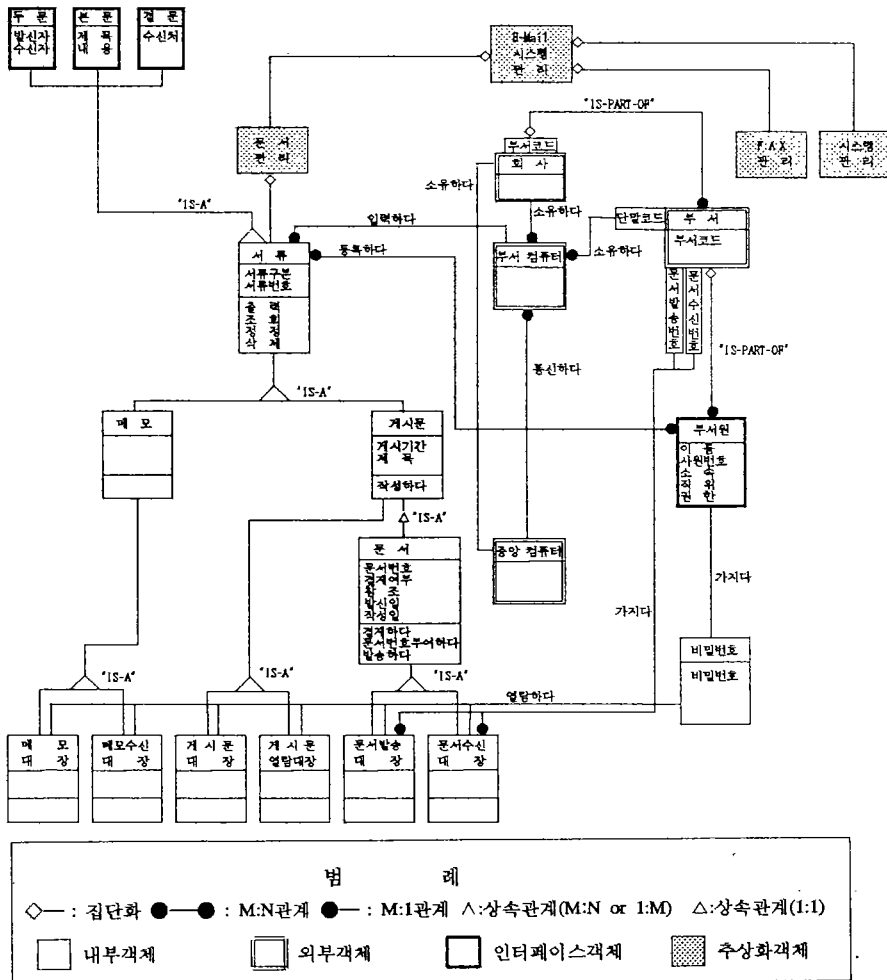 두 문
발신자
수신자
본 문
제 목
내 용
결 문
수신처
E-Mail
시스템
관 리
문 서
관 리
"IS-PART-OF"
부서코드
회 사
F A X
관 리
시스템
관 리
"IS-A"
입력하다
소유하다
소유하다
소유하다
단말코드
부 서
부서코드
서 류
서류구분
서류번호
출 력
조 회
정 정
삭 제
등록하다
부서 컴퓨터
문서발송번호
문서수신번호
"IS-PART-OF"
통신하다
"IS-A"
메 모
게시문
게시기간
제 목
작성하다
부서원
이 름
사원번호
소 속
직 위
권 한
"IS-A"
문 서
문서번호
결재여부
참 조
발신일
작성일
결재하다
문서번호부여하다
발송하다
중앙 컴퓨터
가지다
가지다
비밀번호
비밀번호
"IS-A"
"IS-A"
"IS-A"
열람하다
메 모
대 장
메모수신
대 장
게 시 문
대 장
게 시 문
열람대장
문서발송
대 장
문서수신
대 장
범 례
: 집단화
: M:N관계
: M:1관계
:상속관계(M:N or 1:M)
:상속관계(1:1)
내부객체
외부객체
인터페이스객체
추상화객체